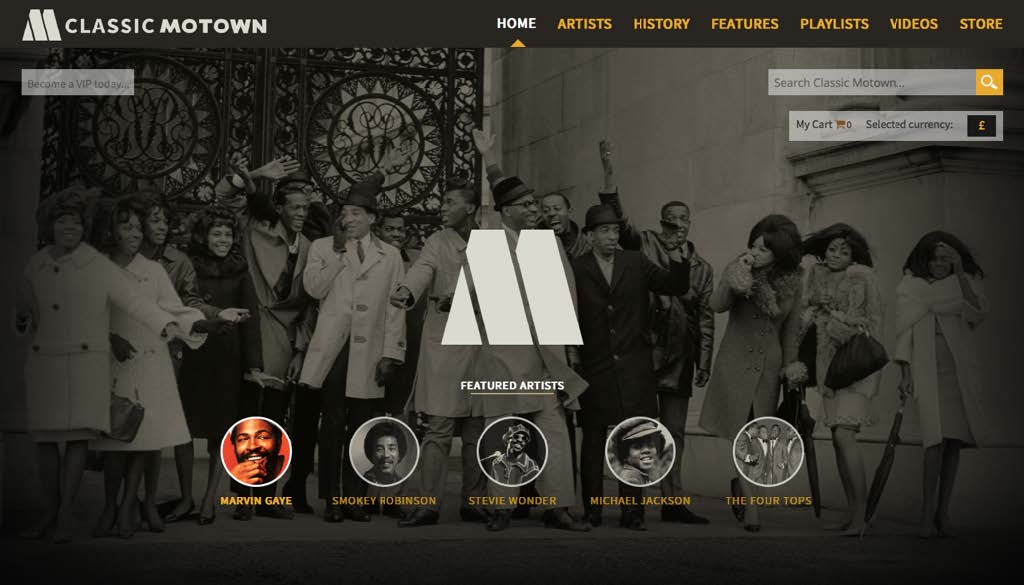 CLASSIC MOTOWN
HOME ARTISTS HISTORY FEATURES PLAYLISTS VIDEOS STORE
Become a VIP today...
Search Classic Motown...
My Cart 0 Selected currency: £
FEATURED ARTISTS
MARVIN GAYE SMOKEY ROBINSON STEVIE WONDER MICHAEL JACKSON THE FOUR TOPS